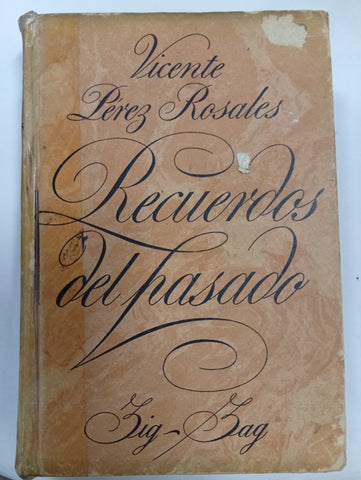 Vicente
Pérez Rosales
Recuerdos
del pasado
Zig-Zag